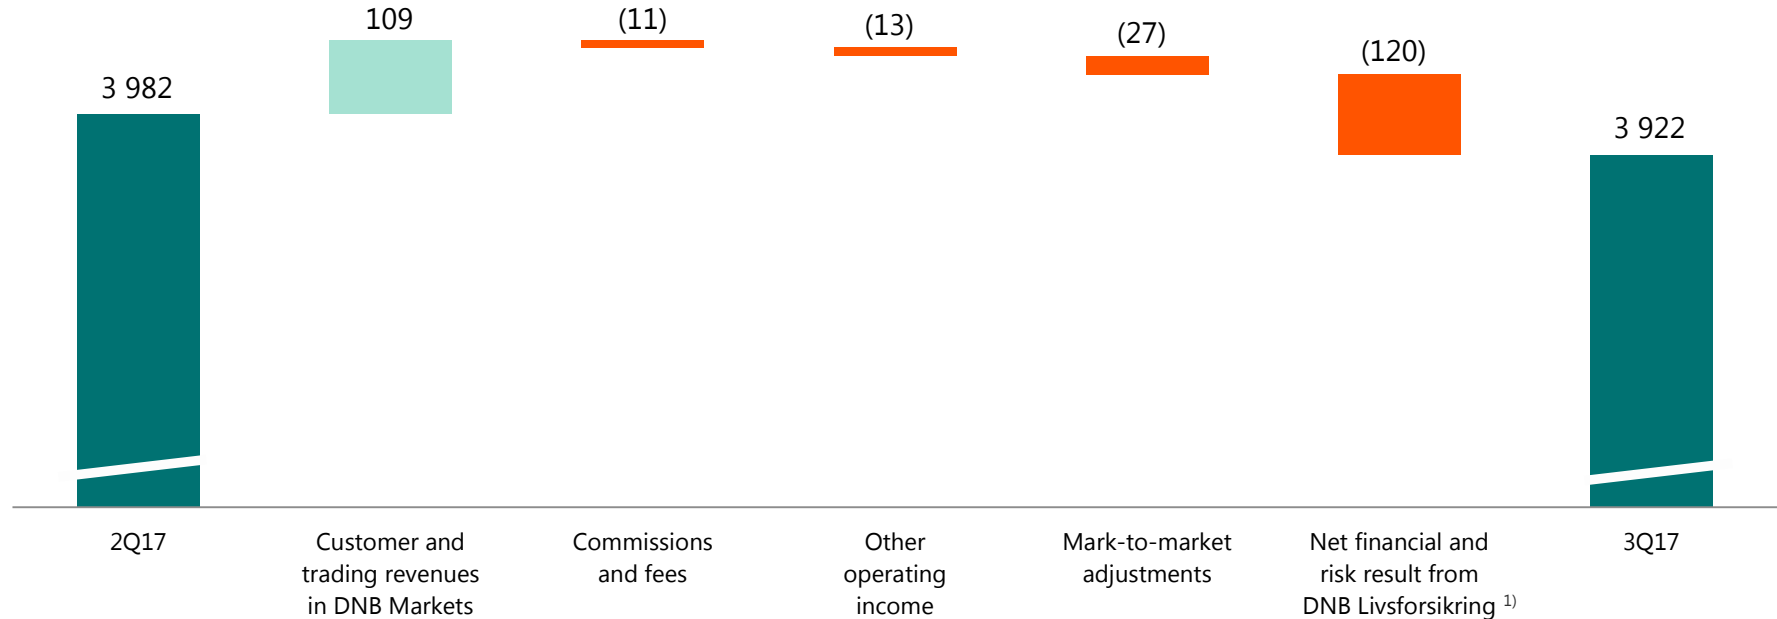 109
(11)
(13)
(27)
(120)
3 982
3 922
2Q17
Customer and
trading revenues
in DNB Markets
Commissions
and fees
Other
operating
income
Mark-to-market
adjustments
Net financial and
risk result from
DNB Livsforsikring 1)
3Q17